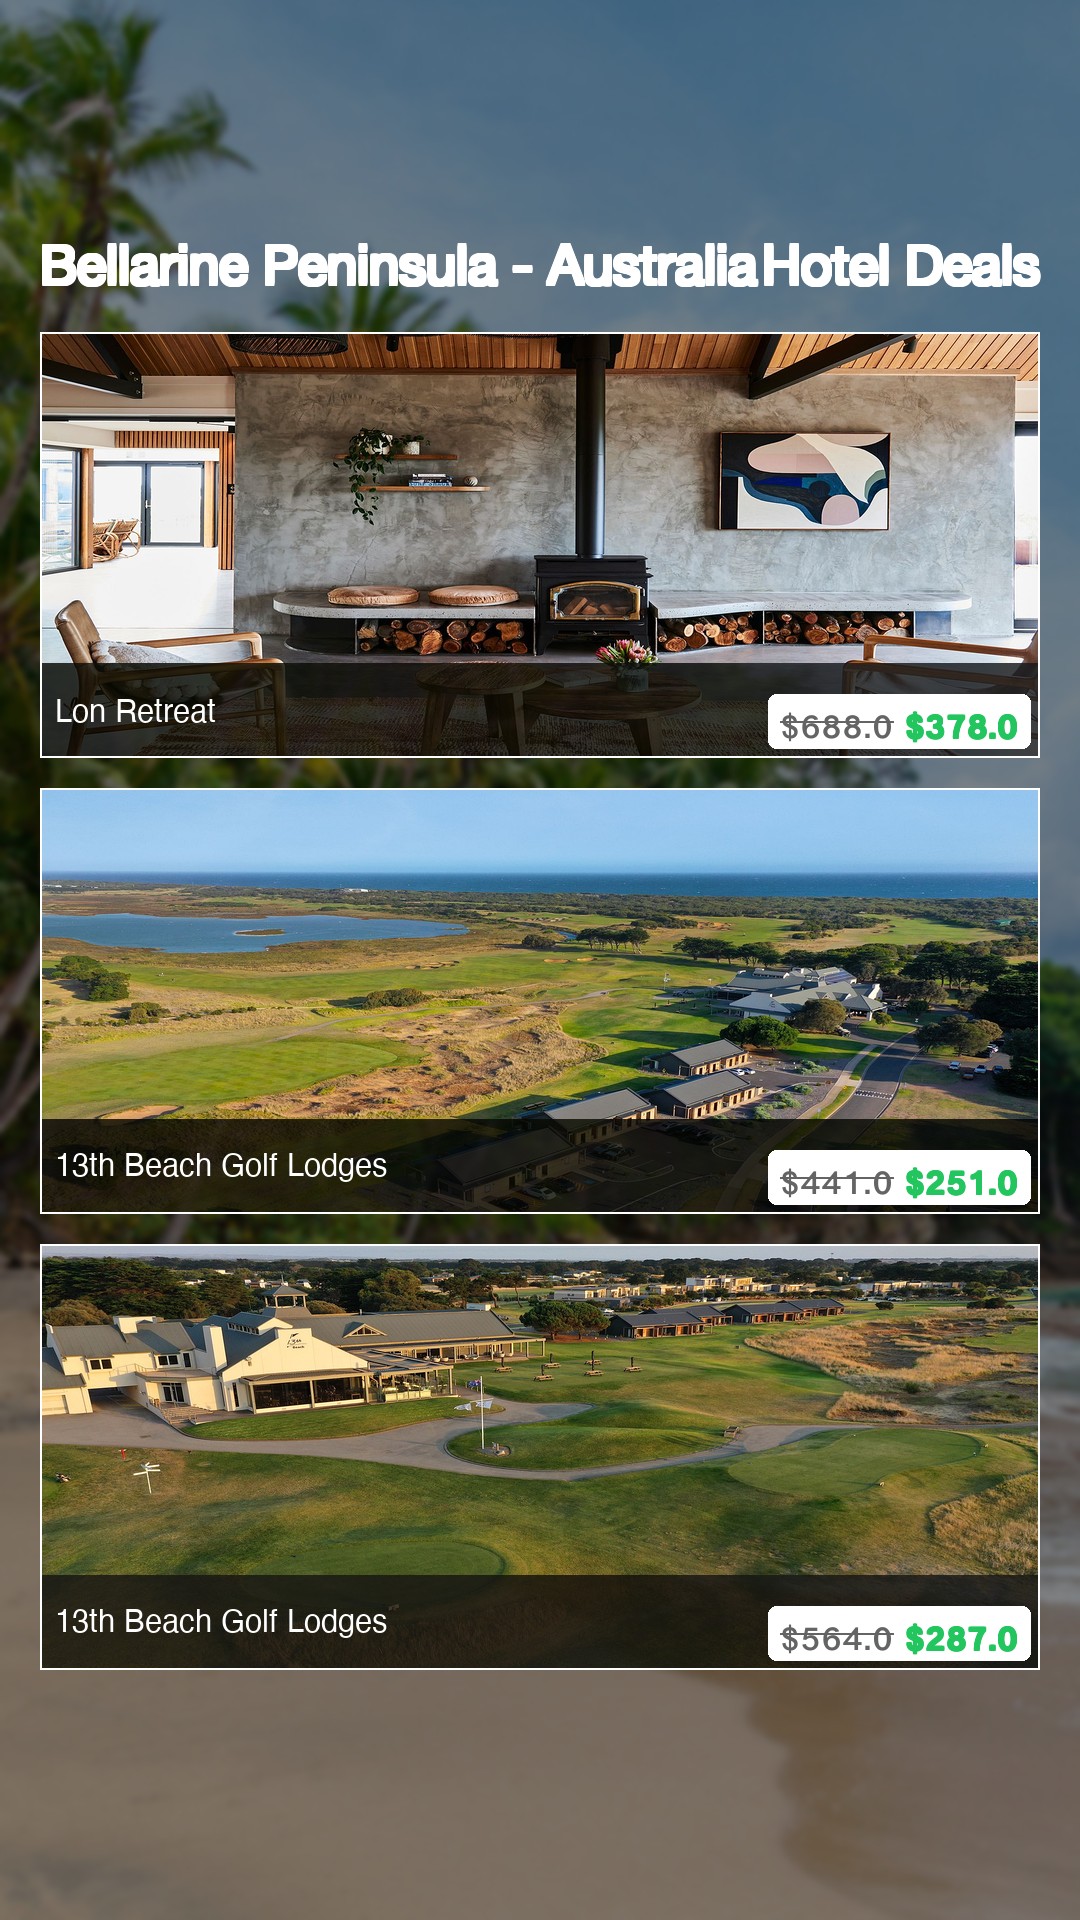 Bellarine Peninsula - Australia Hotel Deals
Lon Retreat
$688.0 $378.0
13th Beach Golf Lodges
$441.0 $251.0
13th Beach Golf Lodges
$564.0 $287.0